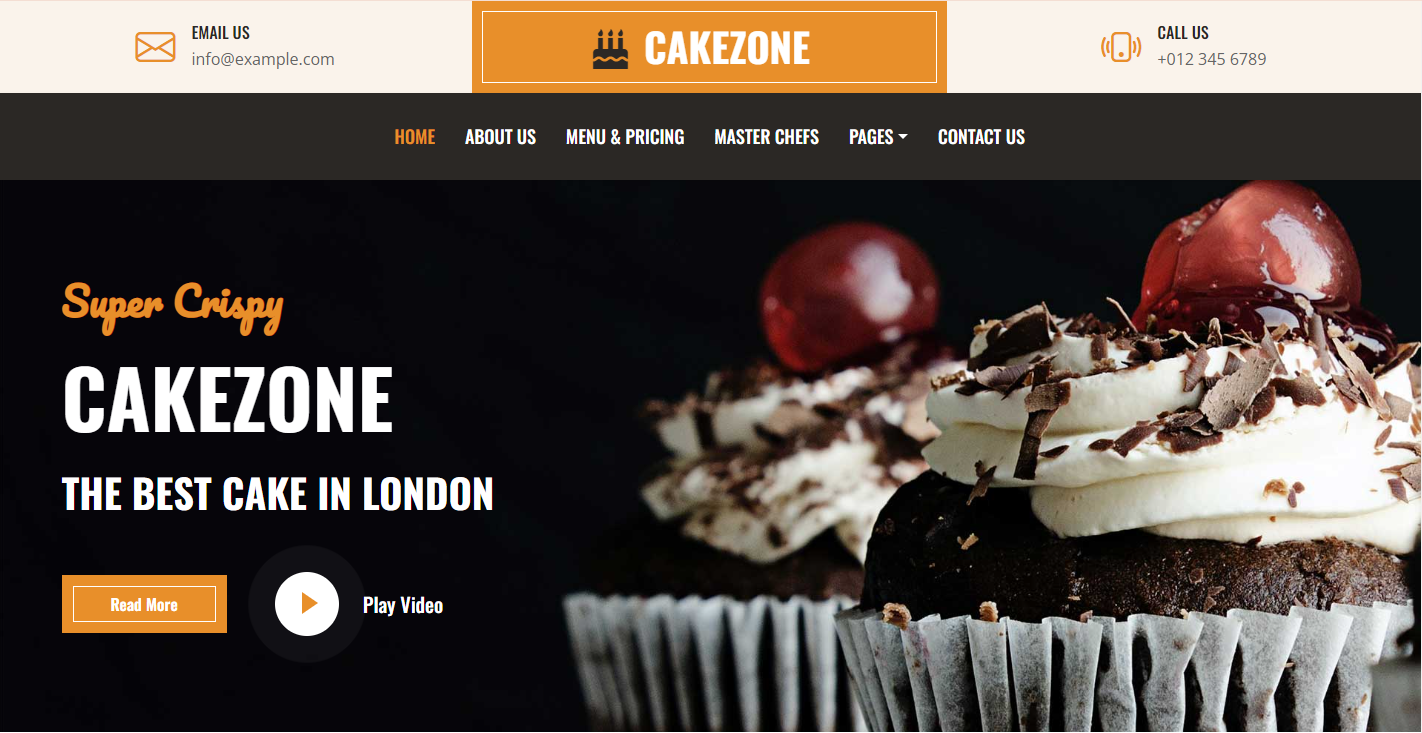 EMAIL US
info@example.com
CAKEZONE
CALL US
+012 345 6789
HOME ABOUT US MENU & PRICING MASTER CHEFS PAGES CONTACT US
Super Crispy
CAKEZONE
THE BEST CAKE IN LONDON
Read More
Play Video